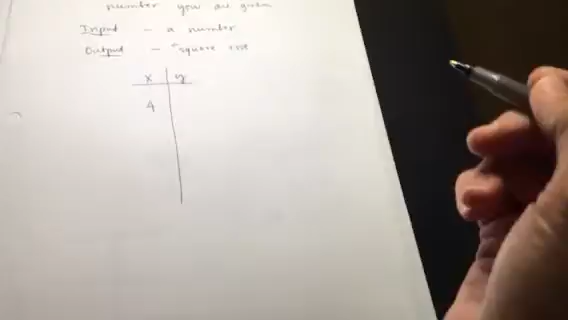 number you are given
Input - a number
Output - square root
x y
4